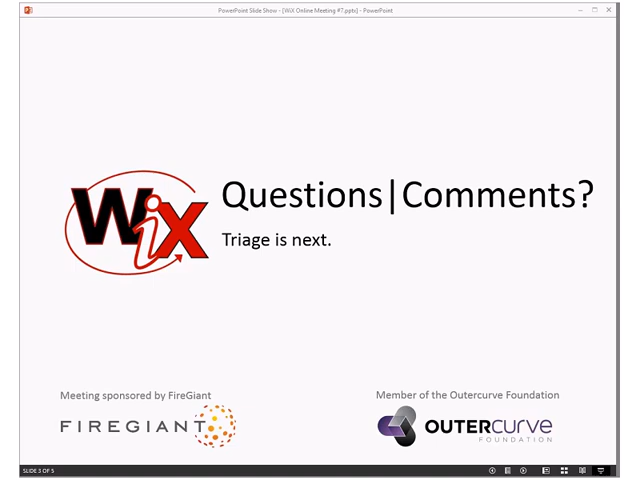 PowerPoint Slide Show - [WiX Online Meeting #7.pptx] - PowerPoint
WiX
Questions|Comments?
Triage is next.
Meeting sponsored by FireGiant
FIREGIANT
Member of the Outercurve Foundation
OUTERCURVE
FOUNDATION
SLIDE 3 OF 5